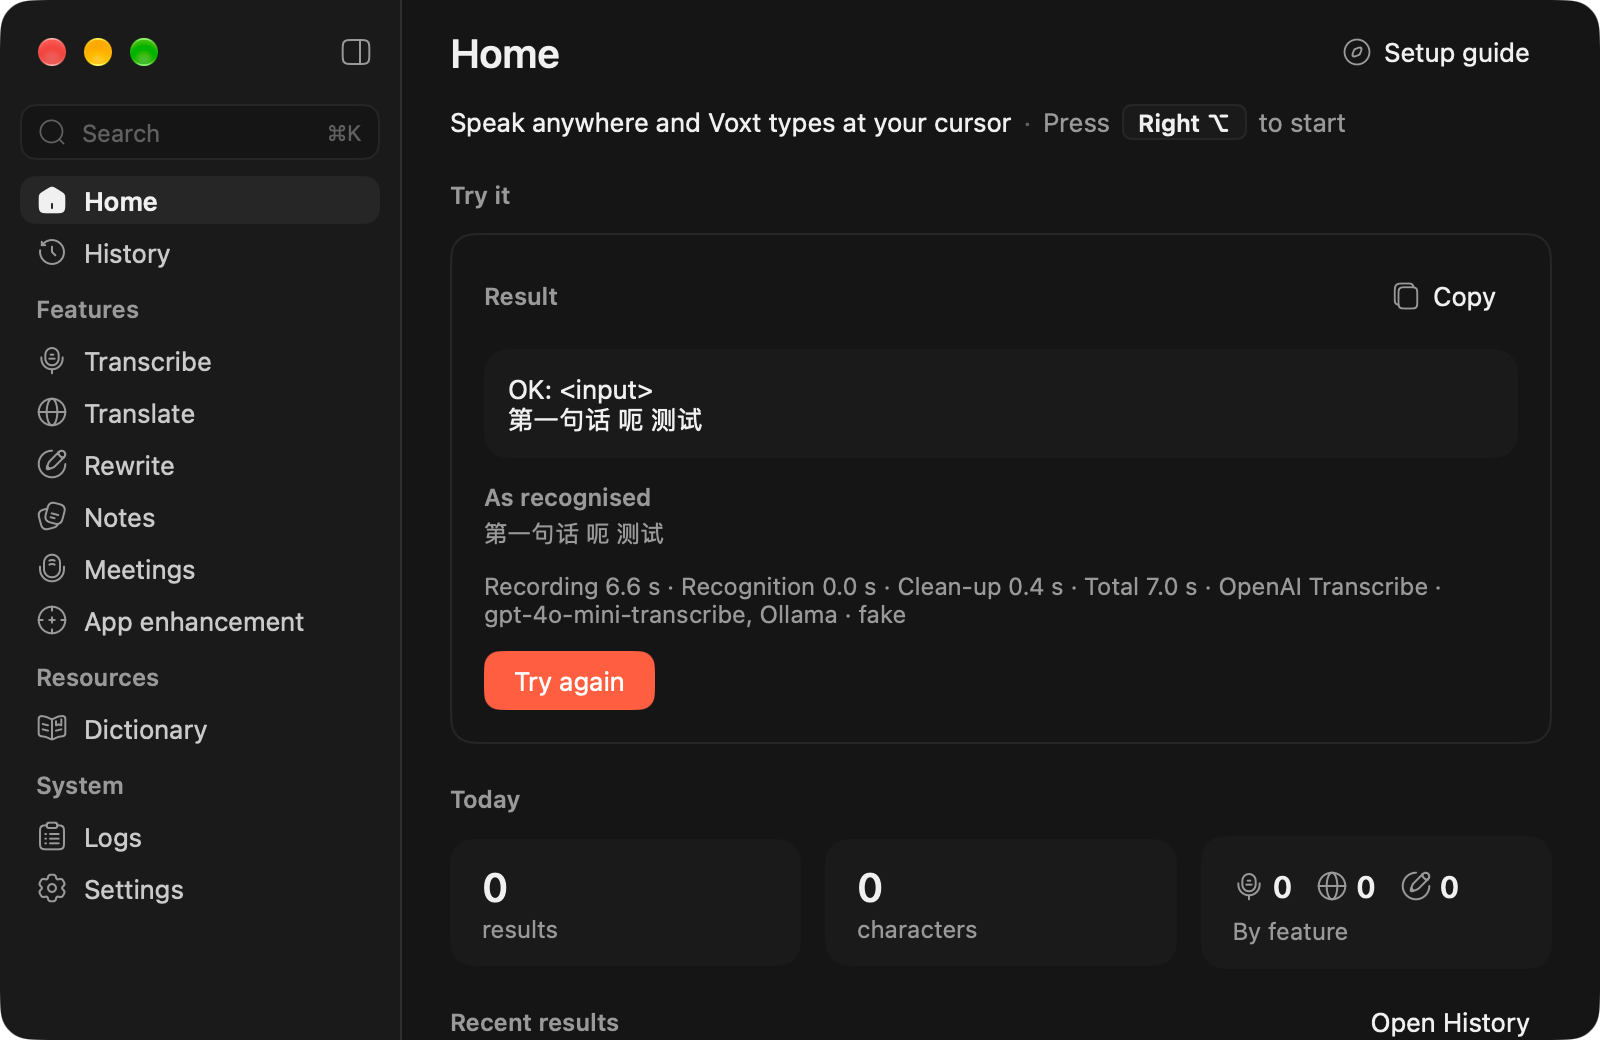 Home
Setup guide
Search ⌘K
Speak anywhere and Voxt types at your cursor · Press Right ⌥ to start
Home
History
Features
Transcribe
Translate
Rewrite
Notes
Meetings
App enhancement
Resources
Dictionary
System
Logs
Settings
Try it
Result
Copy
OK: <input>
第一句话 呃 测试
As recognised
第一句话 呃 测试
Recording 6.6 s · Recognition 0.0 s · Clean-up 0.4 s · Total 7.0 s · OpenAI Transcribe ·
gpt-4o-mini-transcribe, Ollama · fake
Try again
Today
0
results
0
characters
0 0 0
By feature
Recent results
Open History